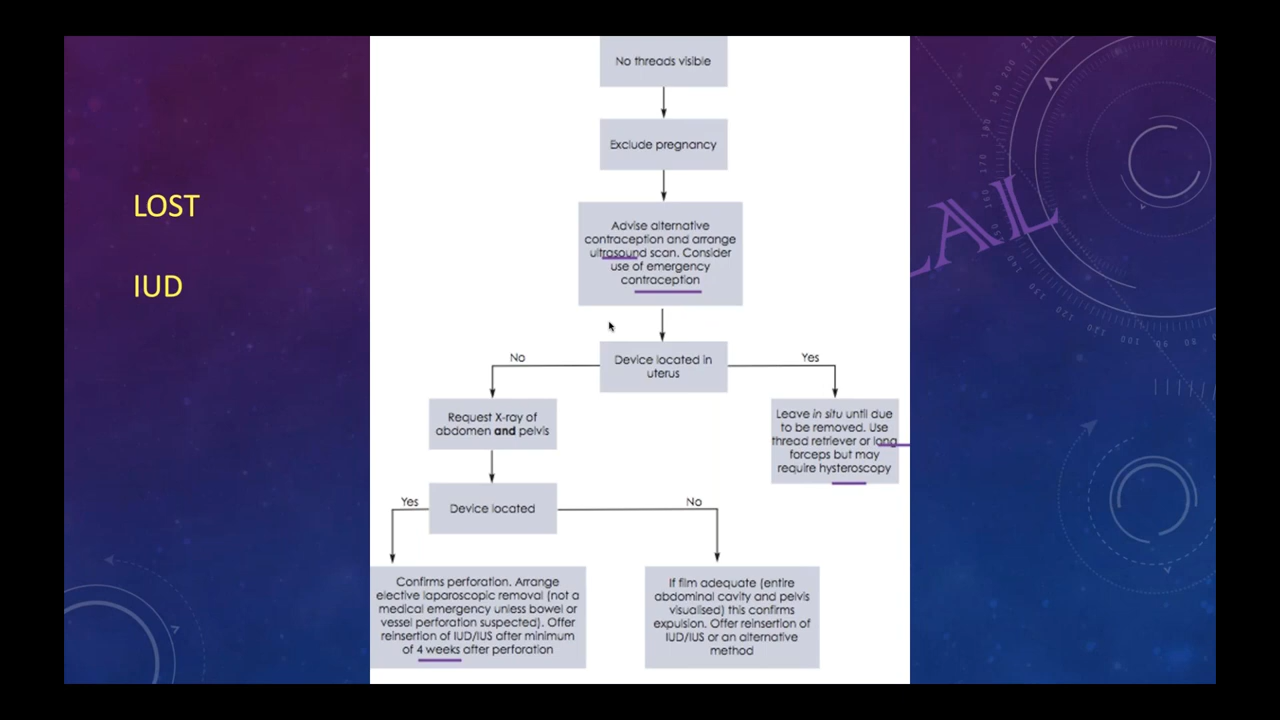 LOST
IUD
No threads visible
Exclude pregnancy
Advise alternative
contraception and arrange
ultrasound scan. Consider
use of emergency
contraception
Device located in
uterus
No
Yes
Request X-ray of
abdomen and pelvis
Leave in situ until due
to be removed. Use
thread retriever or long
forceps but may
require hysteroscopy
Device located
Yes
No
Confirms perforation. Arrange
elective laparoscopic removal (not a
medical emergency unless bowel or
vessel perforation suspected). Offer
reinsertion of IUD/IUS after minimum
of 4 weeks after perforation
If film adequate (entire
abdominal cavity and pelvis
visualised) this confirms
expulsion. Offer reinsertion of
IUD/IUS or an alternative
method